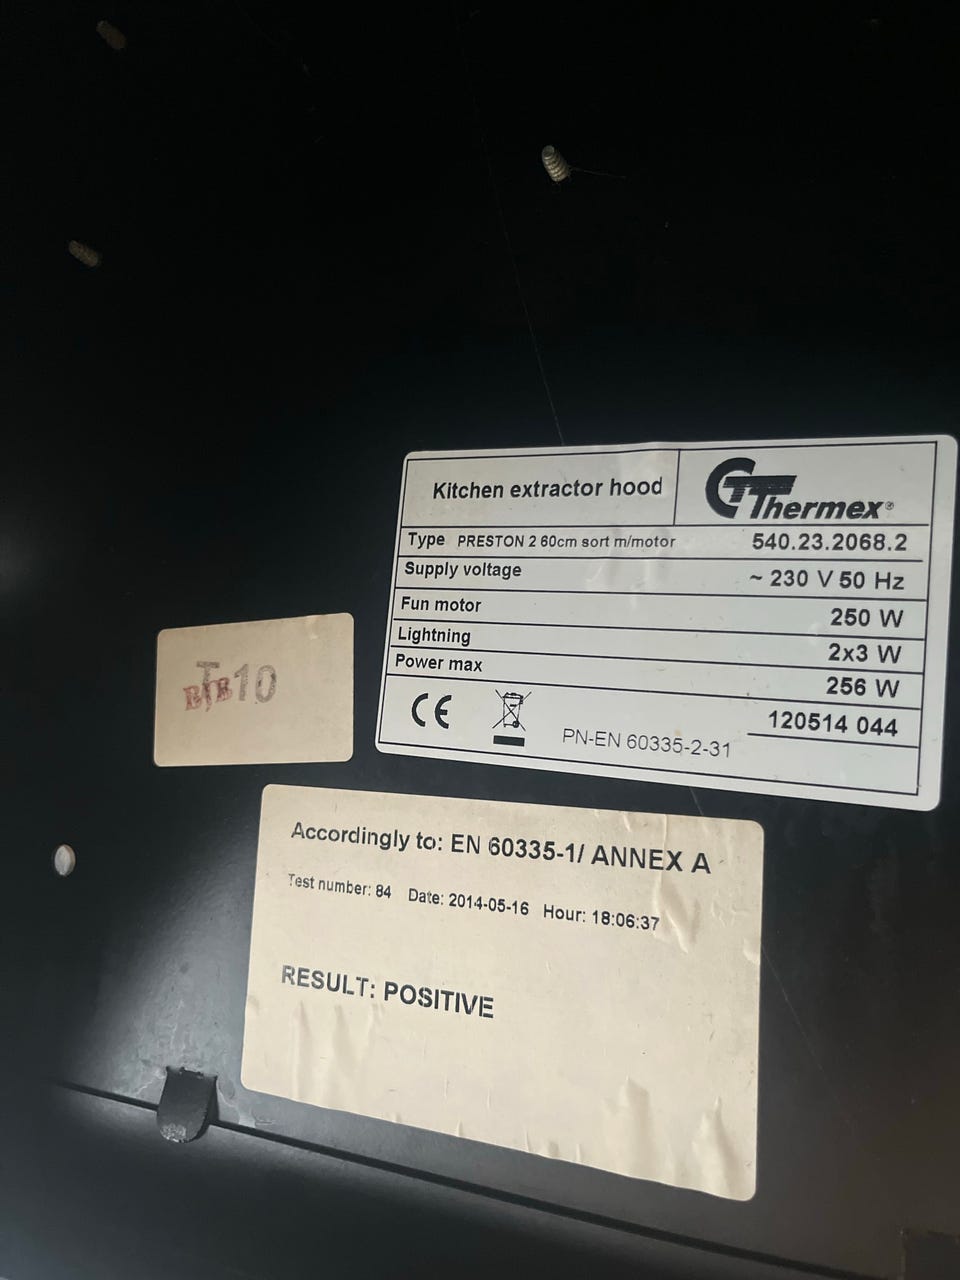 Kitchen extractor hood
Thermex®
Type PRESTON 2 60cm sort m/motor 540.23.2068.2
Supply voltage ~ 230 V 50 Hz
Fun motor 250 W
Lightning 2x3 W
Power max 256 W
120514 044
CE PN-EN 60335-2-31
10
Accordingly to: EN 60335-1/ ANNEX A
Test number: 84 Date: 2014-05-16 Hour: 18:06:37
RESULT: POSITIVE